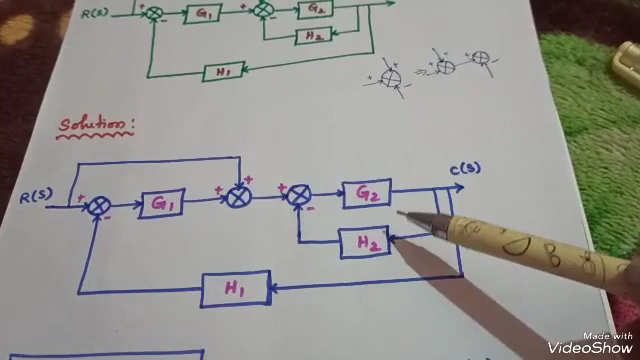 R(S) + - G1 + - G2
H2
H1
+ - ⇒ + - + -
Solution:
R(S) + - G1 + + + - G2 C(S)
H2
H1
Made with
VideoShow